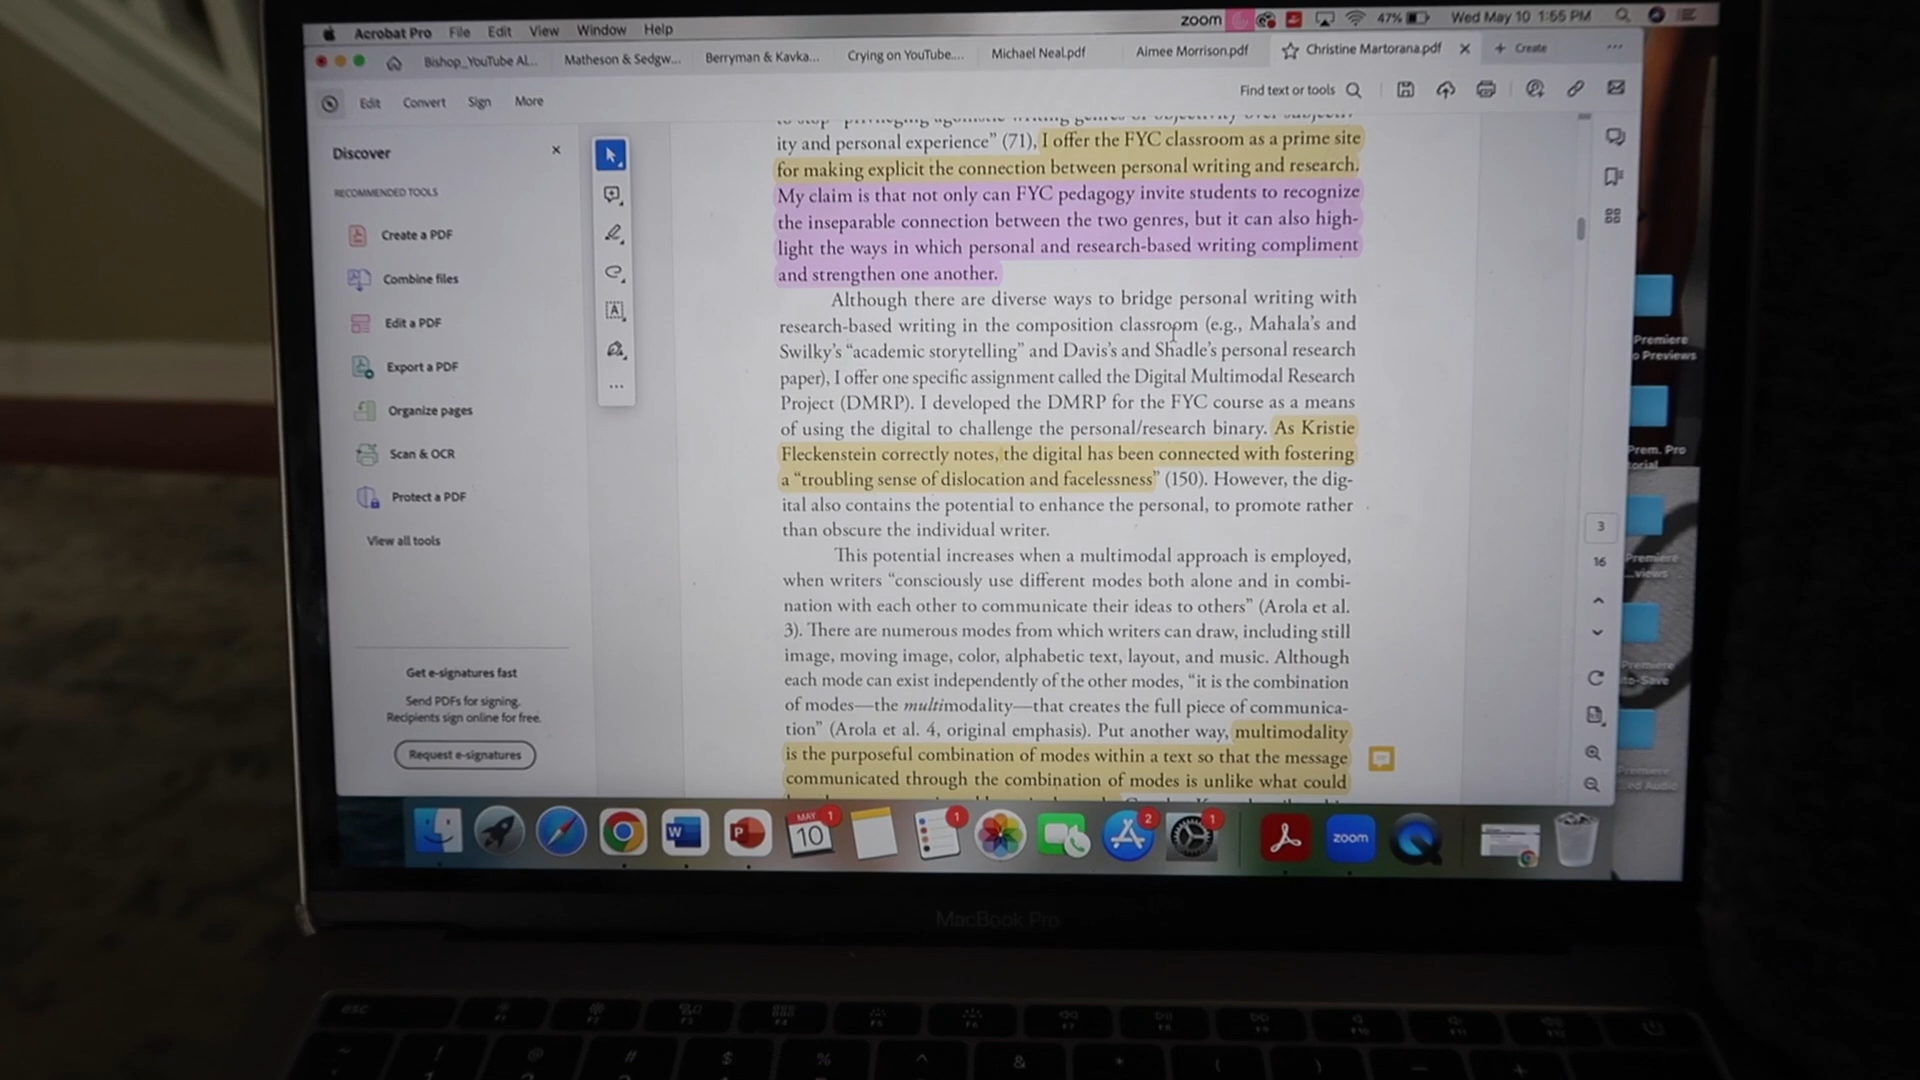 Acrobat Pro File Edit View Window Help
zoom 47% Wed May 10 1:55 PM
Bishop_YouTube Al... Matheson & Sedgw... Berryman & Kavka... Crying on YouTube.... Michael Neal.pdf Aimee Morrison.pdf Christine Martorana.pdf × + Create ...
Edit Convert Sign More
Find text or tools
Discover ×
RECOMMENDED TOOLS
Create a PDF
Combine files
Edit a PDF
Export a PDF
Organize pages
Scan & OCR
Protect a PDF
View all tools
Get e-signatures fast
Send PDFs for signing.
Recipients sign online for free.
Request e-signatures
ity and personal experience” (71), I offer the FYC classroom as a prime site
for making explicit the connection between personal writing and research.
My claim is that not only can FYC pedagogy invite students to recognize
the inseparable connection between the two genres, but it can also high-
light the ways in which personal and research-based writing compliment
and strengthen one another.
Although there are diverse ways to bridge personal writing with
research-based writing in the composition classroom (e.g., Mahala’s and
Swilky’s “academic storytelling” and Davis’s and Shadle’s personal research
paper), I offer one specific assignment called the Digital Multimodal Research
Project (DMRP). I developed the DMRP for the FYC course as a means
of using the digital to challenge the personal/research binary. As Kristie
Fleckenstein correctly notes, the digital has been connected with fostering
a “troubling sense of dislocation and facelessness” (150). However, the dig-
ital also contains the potential to enhance the personal, to promote rather
than obscure the individual writer.
This potential increases when a multimodal approach is employed,
when writers “consciously use different modes both alone and in combi-
nation with each other to communicate their ideas to others” (Arola et al.
3). There are numerous modes from which writers can draw, including still
image, moving image, color, alphabetic text, layout, and music. Although
each mode can exist independently of the other modes, “it is the combination
of modes—the multimodality—that creates the full piece of communica-
tion” (Arola et al. 4, original emphasis). Put another way, multimodality
is the purposeful combination of modes within a text so that the message
communicated through the combination of modes is unlike what could
3
16
Premiere
o Previews
Prem. Pro
torial
Premiere
...views
Premiere
to-Save
Premiere
ed Audio
W
P
MAY
10
1
1
2
1
zoom
MacBook Pro
esc